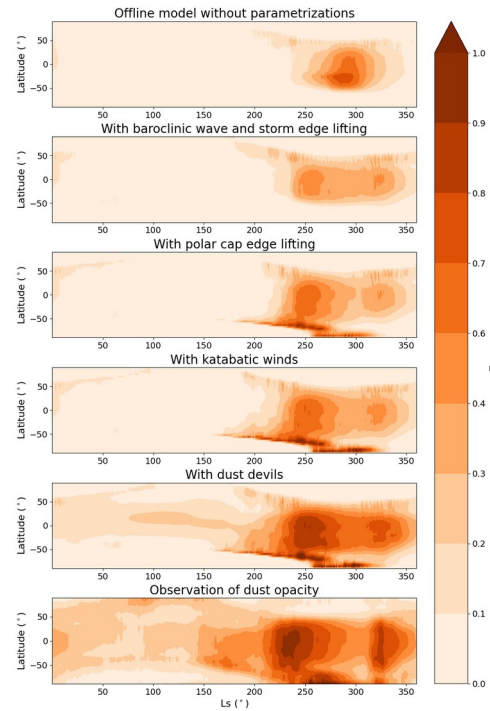 Offline model without parametrizations
Latitude (°)
50
0
−50
0 50 100 150 200 250 300 350
With baroclinic wave and storm edge lifting
Latitude (°)
50
0
−50
0 50 100 150 200 250 300 350
With polar cap edge lifting
Latitude (°)
50
0
−50
0 50 100 150 200 250 300 350
With katabatic winds
Latitude (°)
50
0
−50
0 50 100 150 200 250 300 350
With dust devils
Latitude (°)
50
0
−50
0 50 100 150 200 250 300 350
Observation of dust opacity
Latitude (°)
50
0
−50
0 50 100 150 200 250 300 350
Ls (°)
1.0
0.9
0.8
0.7
0.6
0.5
0.4
0.3
0.2
0.1
0.0